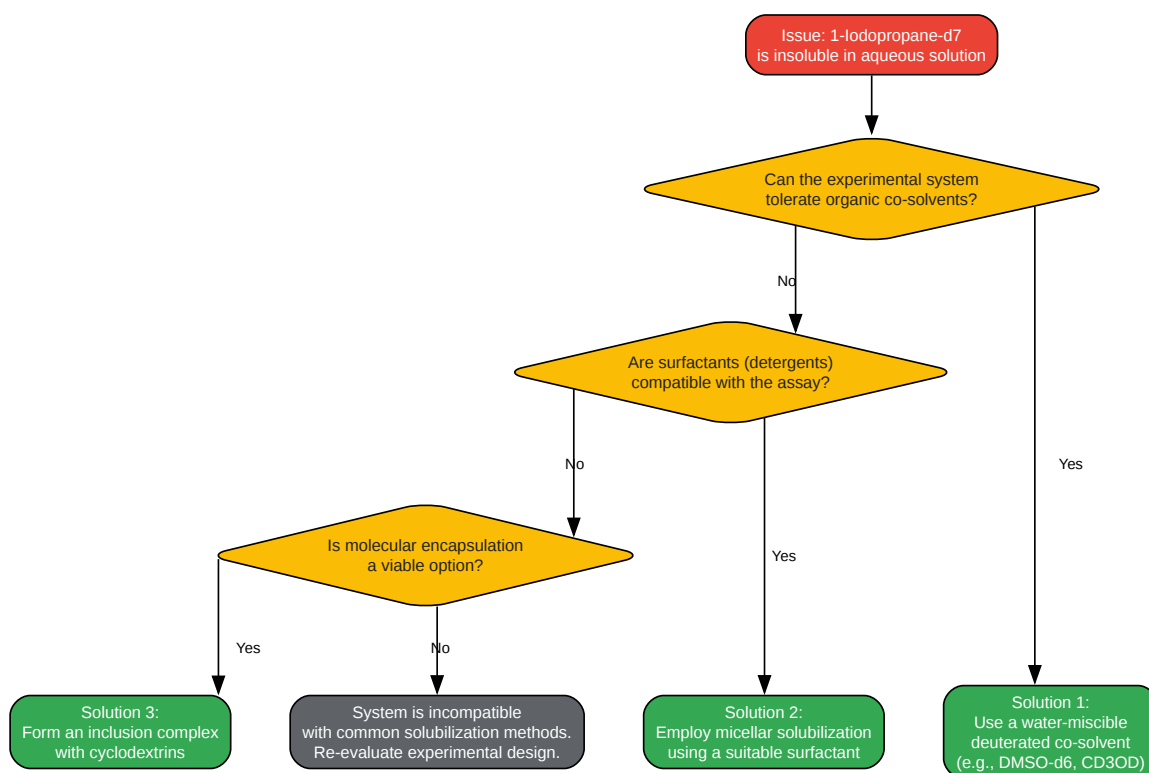 Issue: 1-Iodopropane-d7
is insoluble in aqueous solution
Can the experimental system
tolerate organic co-solvents?
No
Are surfactants (detergents)
compatible with the assay?
No
Yes
Is molecular encapsulation
a viable option?
Yes
Yes
No
Solution 3:
Form an inclusion complex
with cyclodextrins
System is incompatible
with common solubilization methods.
Re-evaluate experimental design.
Solution 2:
Employ micellar solubilization
using a suitable surfactant
Solution 1:
Use a water-miscible
deuterated co-solvent
(e.g., DMSO-d6, CD3OD)